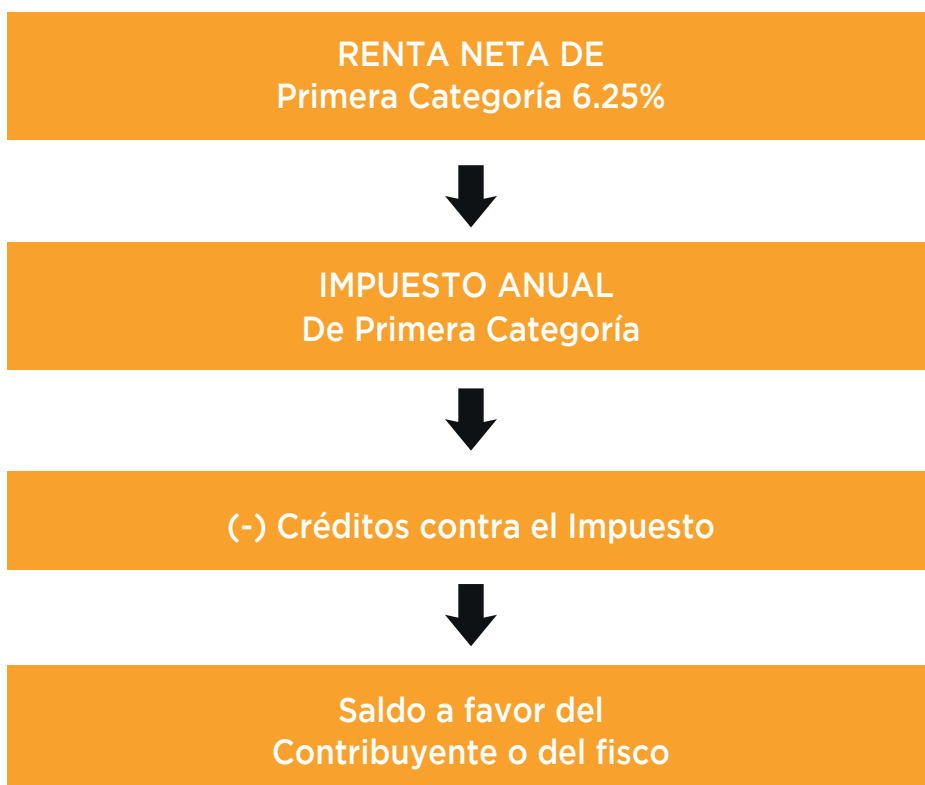 RENTA NETA DE
Primera Categoría 6.25%
IMPUESTO ANUAL
De Primera Categoría
(-) Créditos contra el Impuesto
Saldo a favor del
Contribuyente o del fisco